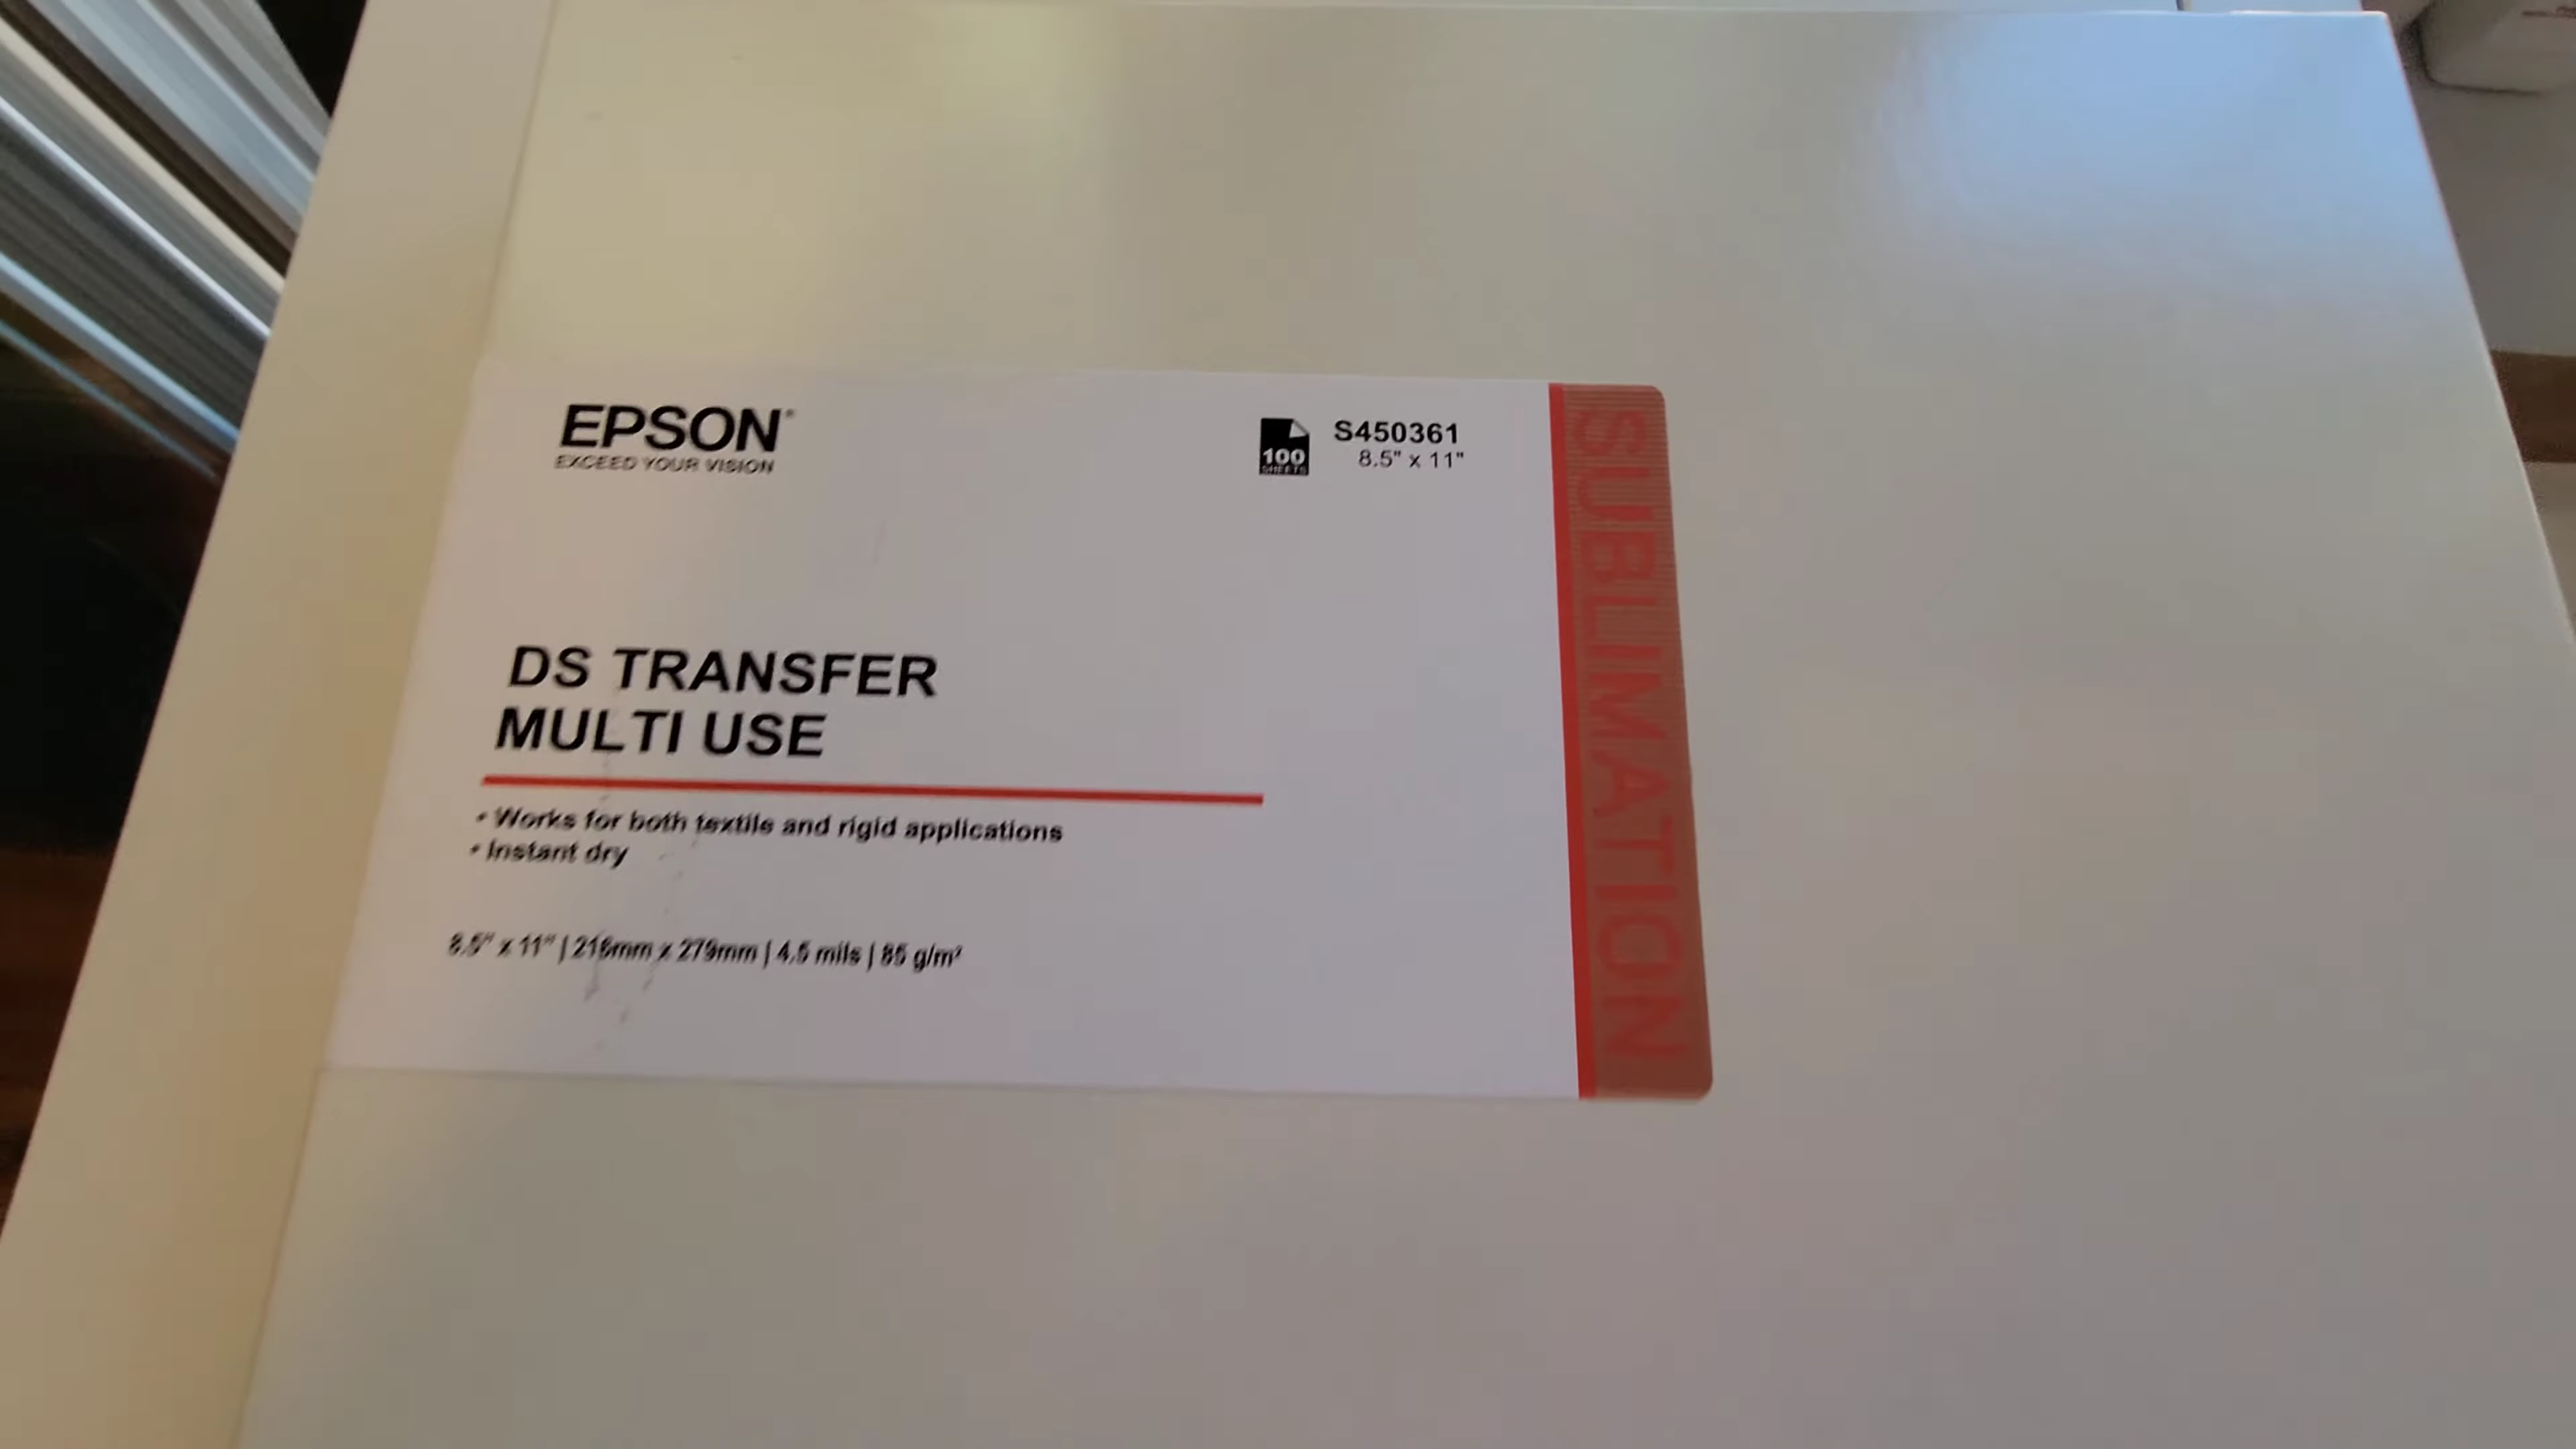 EPSON®
EXCEED YOUR VISION
100
SHEETS
S450361
8.5" x 11"
DS TRANSFER
MULTI USE
• Works for both textile and rigid applications
• Instant dry
8.5" x 11" | 216mm x 279mm | 4.5 mils | 85 g/m²
SUBLIMATION